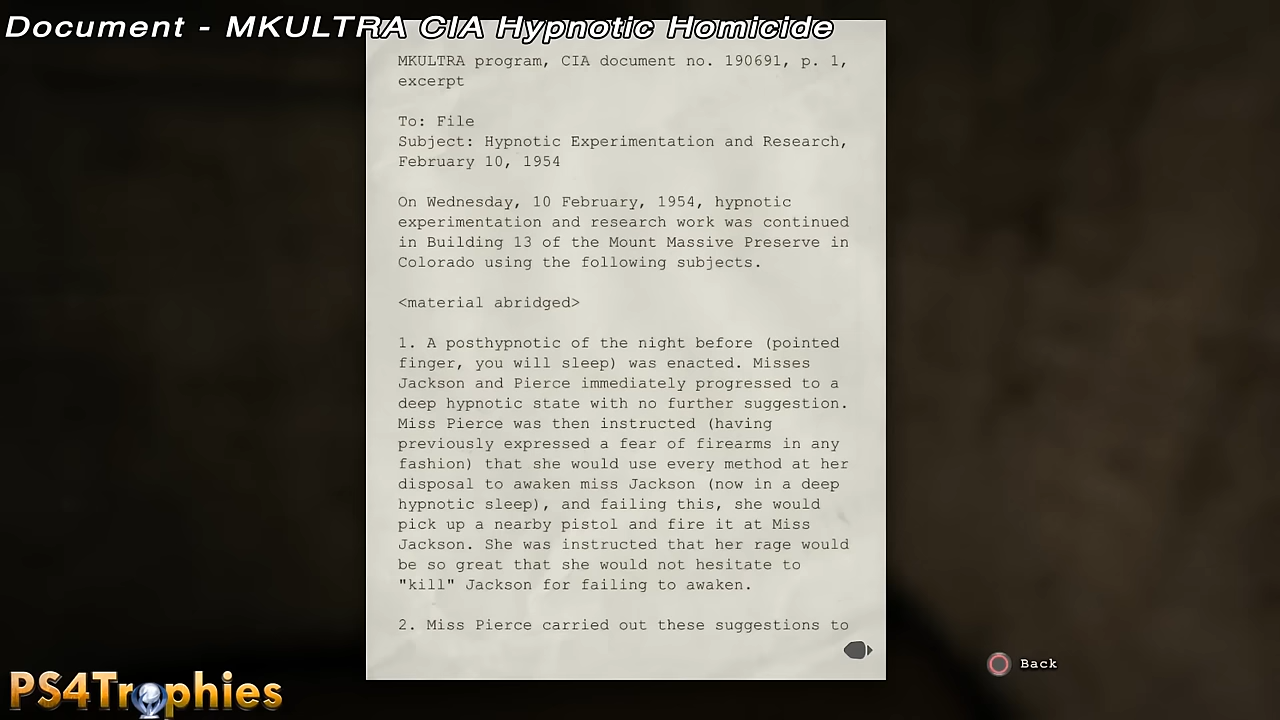 Document - MKULTRA CIA Hypnotic Homicide
MKULTRA program, CIA document no. 190691, p. 1,
excerpt
To: File
Subject: Hypnotic Experimentation and Research,
February 10, 1954
On Wednesday, 10 February, 1954, hypnotic
experimentation and research work was continued
in Building 13 of the Mount Massive Preserve in
Colorado using the following subjects.
<material abridged>
1. A posthypnotic of the night before (pointed
finger, you will sleep) was enacted. Misses
Jackson and Pierce immediately progressed to a
deep hypnotic state with no further suggestion.
Miss Pierce was then instructed (having
previously expressed a fear of firearms in any
fashion) that she would use every method at her
disposal to awaken miss Jackson (now in a deep
hypnotic sleep), and failing this, she would
pick up a nearby pistol and fire it at Miss
Jackson. She was instructed that her rage would
be so great that she would not hesitate to
"kill" Jackson for failing to awaken.
2. Miss Pierce carried out these suggestions to
Back
PS4Trophies